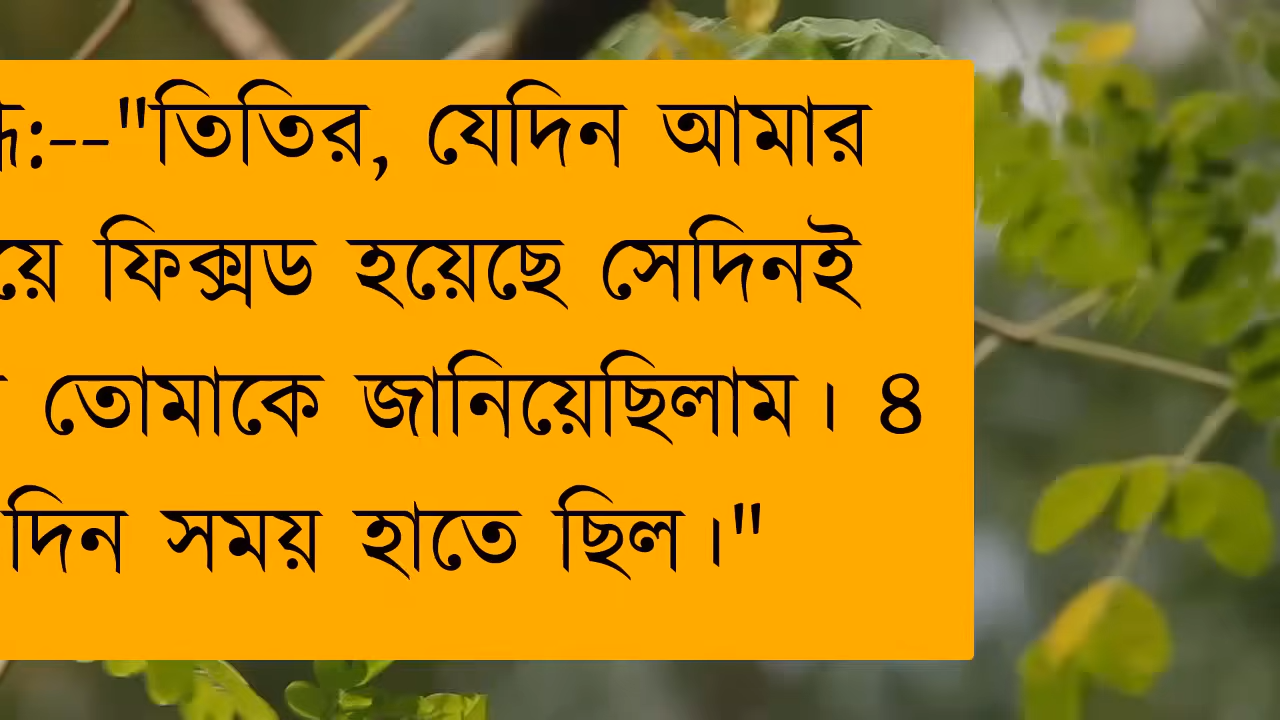 :--"তিতির, যেদিন আমার
ফিক্সড হয়েছে সেদিনই
তোমাকে জানিয়েছিলাম। ৪
দিন সময় হাতে ছিল।"